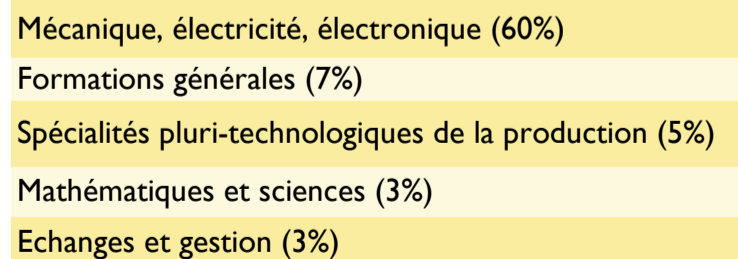 Mécanique, électricité, électronique (60%)
Formations générales (7%)
Spécialités pluri-technologiques de la production (5%)
Mathématiques et sciences (3%)
Echanges et gestion (3%)